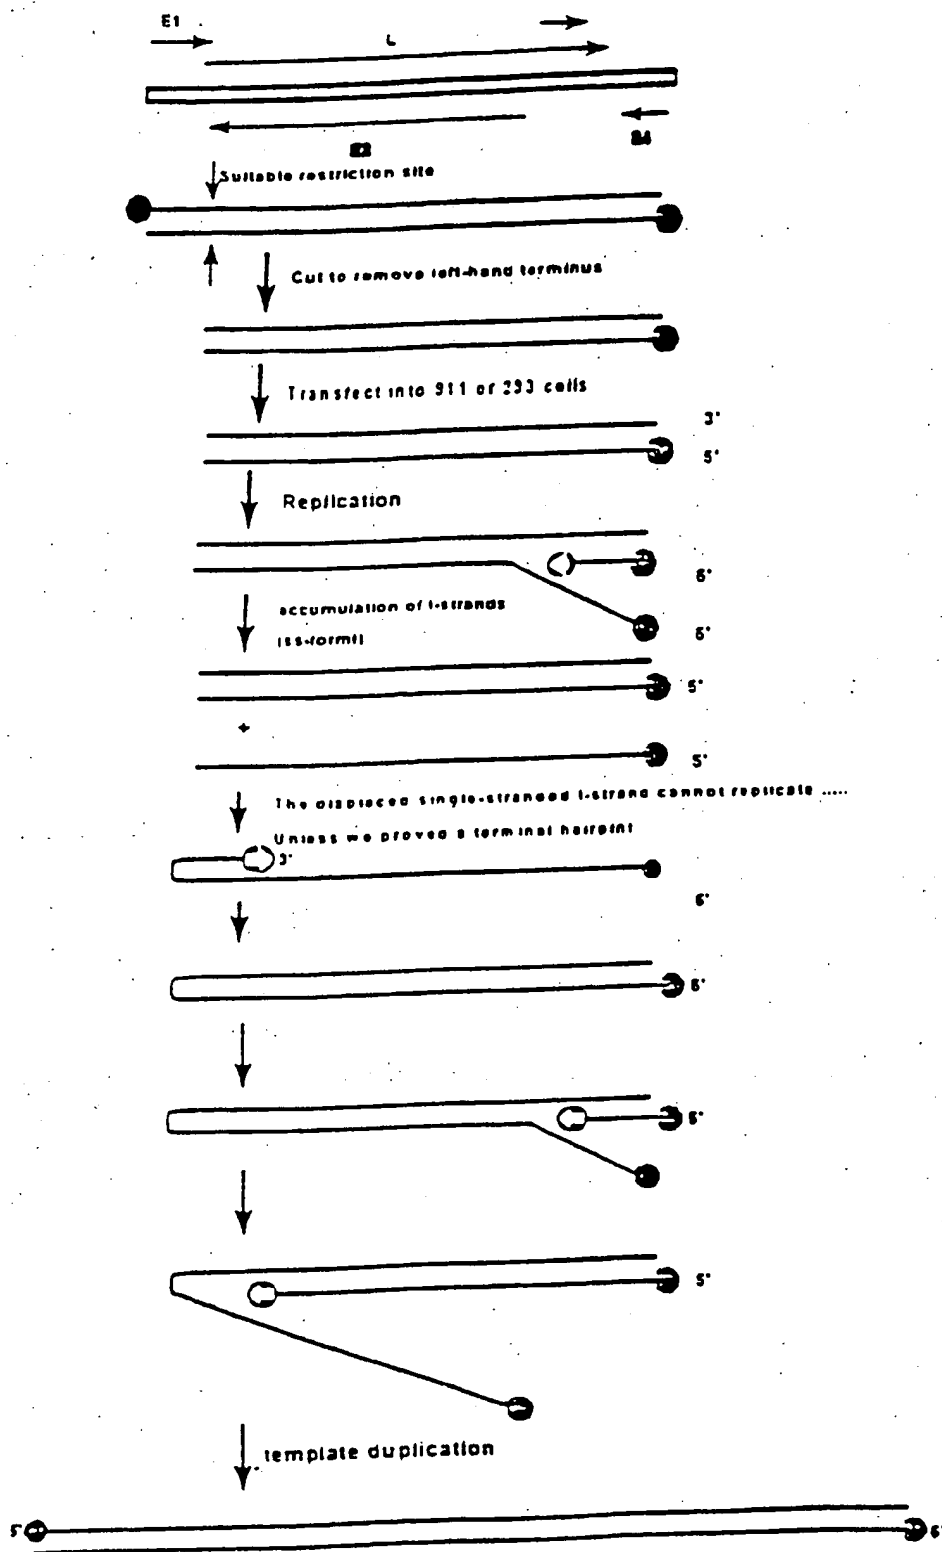 E1
L
E2
E4
Suitable restriction site
Cut to remove left-hand terminus
Transfect into 911 or 293 cells
3'
5'
Replication
5'
accumulation of l-strands
5'
(ss-form!)
5'
+
5'
The displaced single-stranded l-strand cannot replicate .....
Unless we proved a terminal hairpin!
3'
5'
5'
5'
5'
template duplication
5'
5'